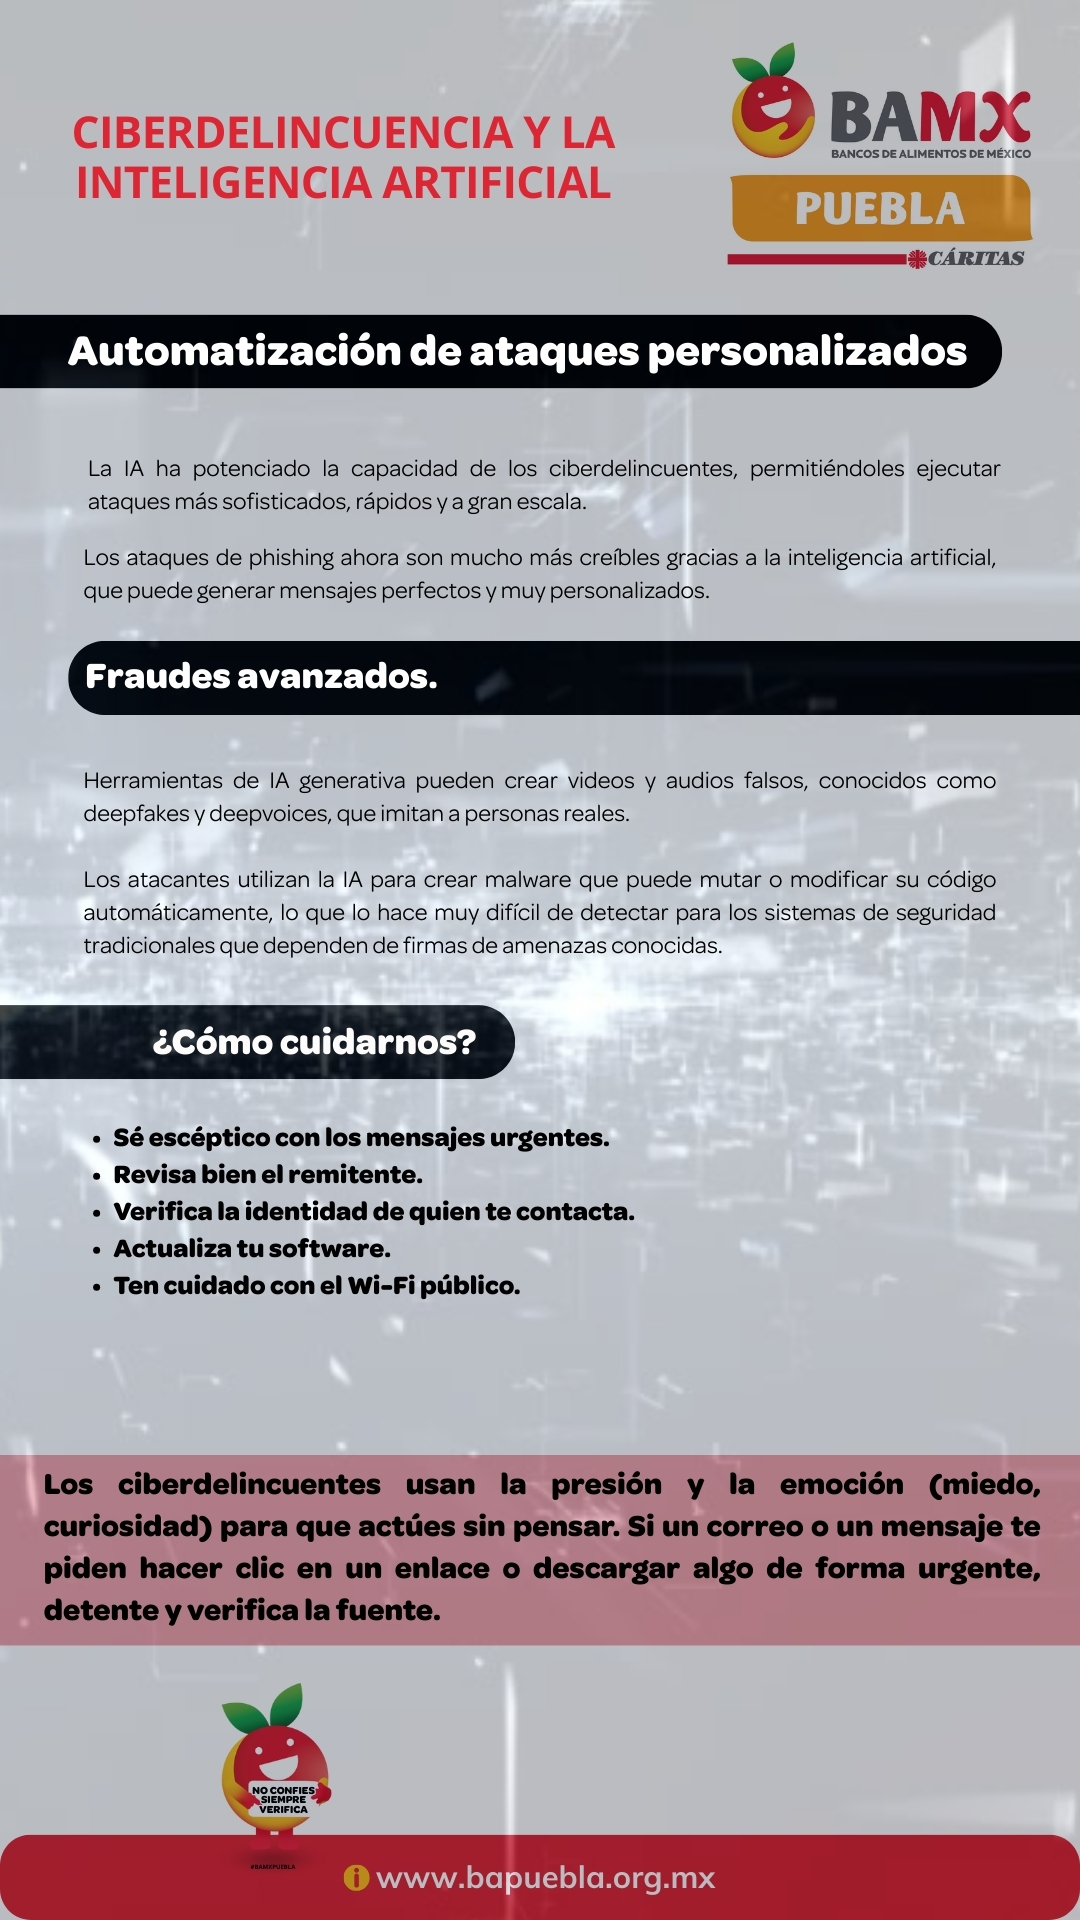 CIBERDELINCUENCIA Y LA
INTELIGENCIA ARTIFICIAL
BAMX
BANCOS DE ALIMENTOS DE MÉXICO
PUEBLA
CÁRITAS
Automatización de ataques personalizados
La IA ha potenciado la capacidad de los ciberdelincuentes, permitiéndoles ejecutar
ataques más sofisticados, rápidos y a gran escala.
Los ataques de phishing ahora son mucho más creíbles gracias a la inteligencia artificial,
que puede generar mensajes perfectos y muy personalizados.
Fraudes avanzados.
Herramientas de IA generativa pueden crear videos y audios falsos, conocidos como
deepfakes y deepvoices, que imitan a personas reales.
Los atacantes utilizan la IA para crear malware que puede mutar o modificar su código
automáticamente, lo que lo hace muy difícil de detectar para los sistemas de seguridad
tradicionales que dependen de firmas de amenazas conocidas.
¿Cómo cuidarnos?
• Sé escéptico con los mensajes urgentes.
• Revisa bien el remitente.
• Verifica la identidad de quien te contacta.
• Actualiza tu software.
• Ten cuidado con el Wi-Fi público.
Los ciberdelincuentes usan la presión y la emoción (miedo,
curiosidad) para que actúes sin pensar. Si un correo o un mensaje te
piden hacer clic en un enlace o descargar algo de forma urgente,
detente y verifica la fuente.
NO CONFIES
SIEMPRE
VERIFICA
#BAMXPUEBLA
www.bapuebla.org.mx